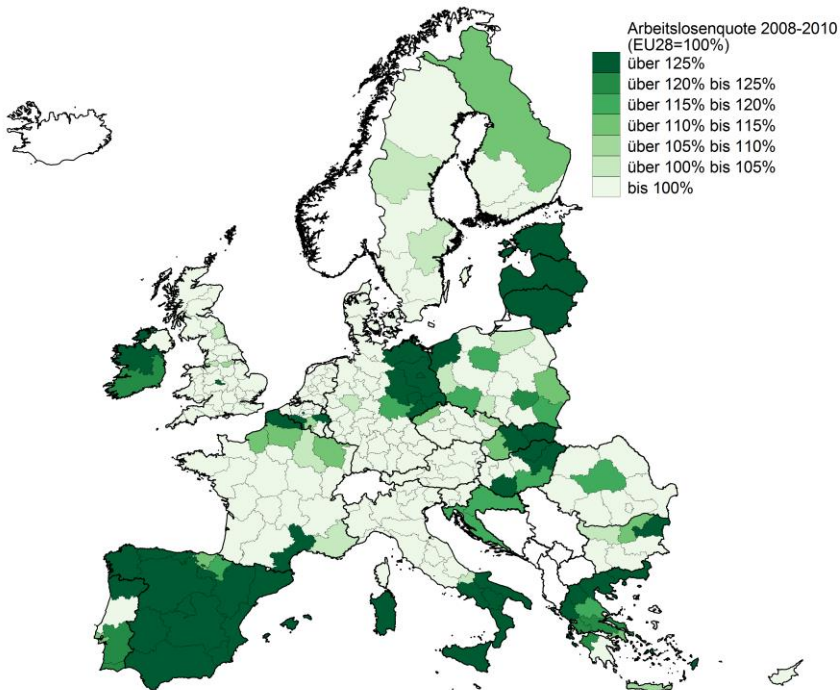 Arbeitslosenquote 2008-2010
(EU28=100%)
über 125%
über 120% bis 125%
über 115% bis 120%
über 110% bis 115%
über 105% bis 110%
über 100% bis 105%
bis 100%